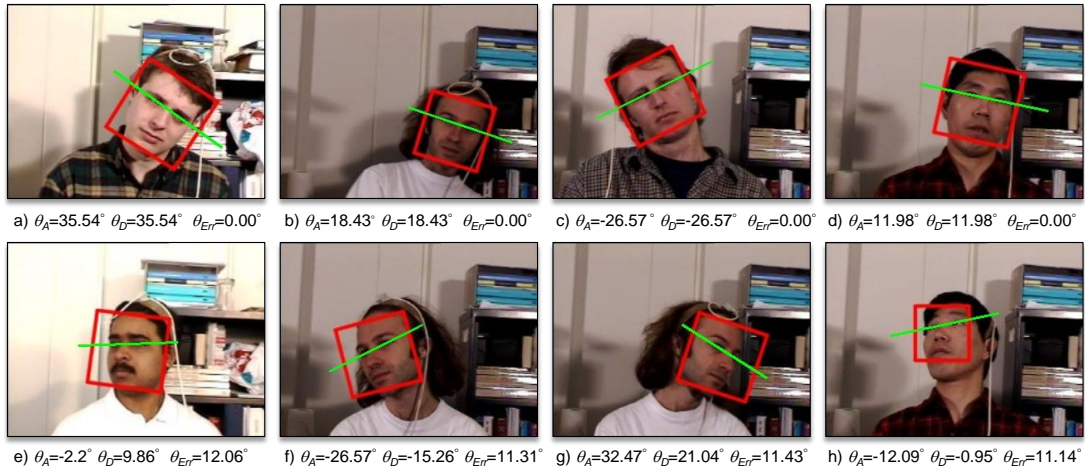 a) θA=35.54° θD=35.54° θErr=0.00°
b) θA=18.43° θD=18.43° θErr=0.00°
c) θA=-26.57° θD=-26.57° θErr=0.00°
d) θA=11.98° θD=11.98° θErr=0.00°
e) θA=-2.2° θD=9.86° θErr=12.06°
f) θA=-26.57° θD=-15.26° θErr=11.31°
g) θA=32.47° θD=21.04° θErr=11.43°
h) θA=-12.09° θD=-0.95° θErr=11.14°